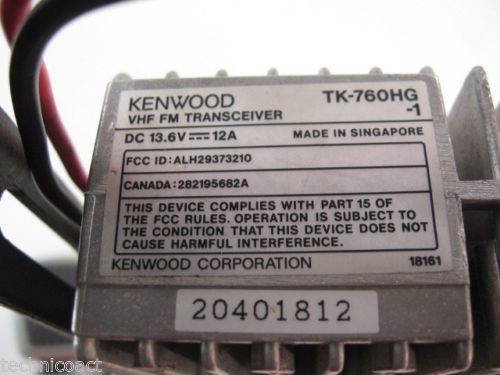 KENWOOD TK-760HG
VHF FM TRANSCEIVER -1
DC 13.6V⎓12A MADE IN SINGAPORE
FCC ID: ALH29373210
CANADA: 282195682A
THIS DEVICE COMPLIES WITH PART 15 OF
THE FCC RULES. OPERATION IS SUBJECT TO
THE CONDITION THAT THIS DEVICE DOES NOT
CAUSE HARMFUL INTERFERENCE.
KENWOOD CORPORATION 18161
20401812
Photo by technicoact